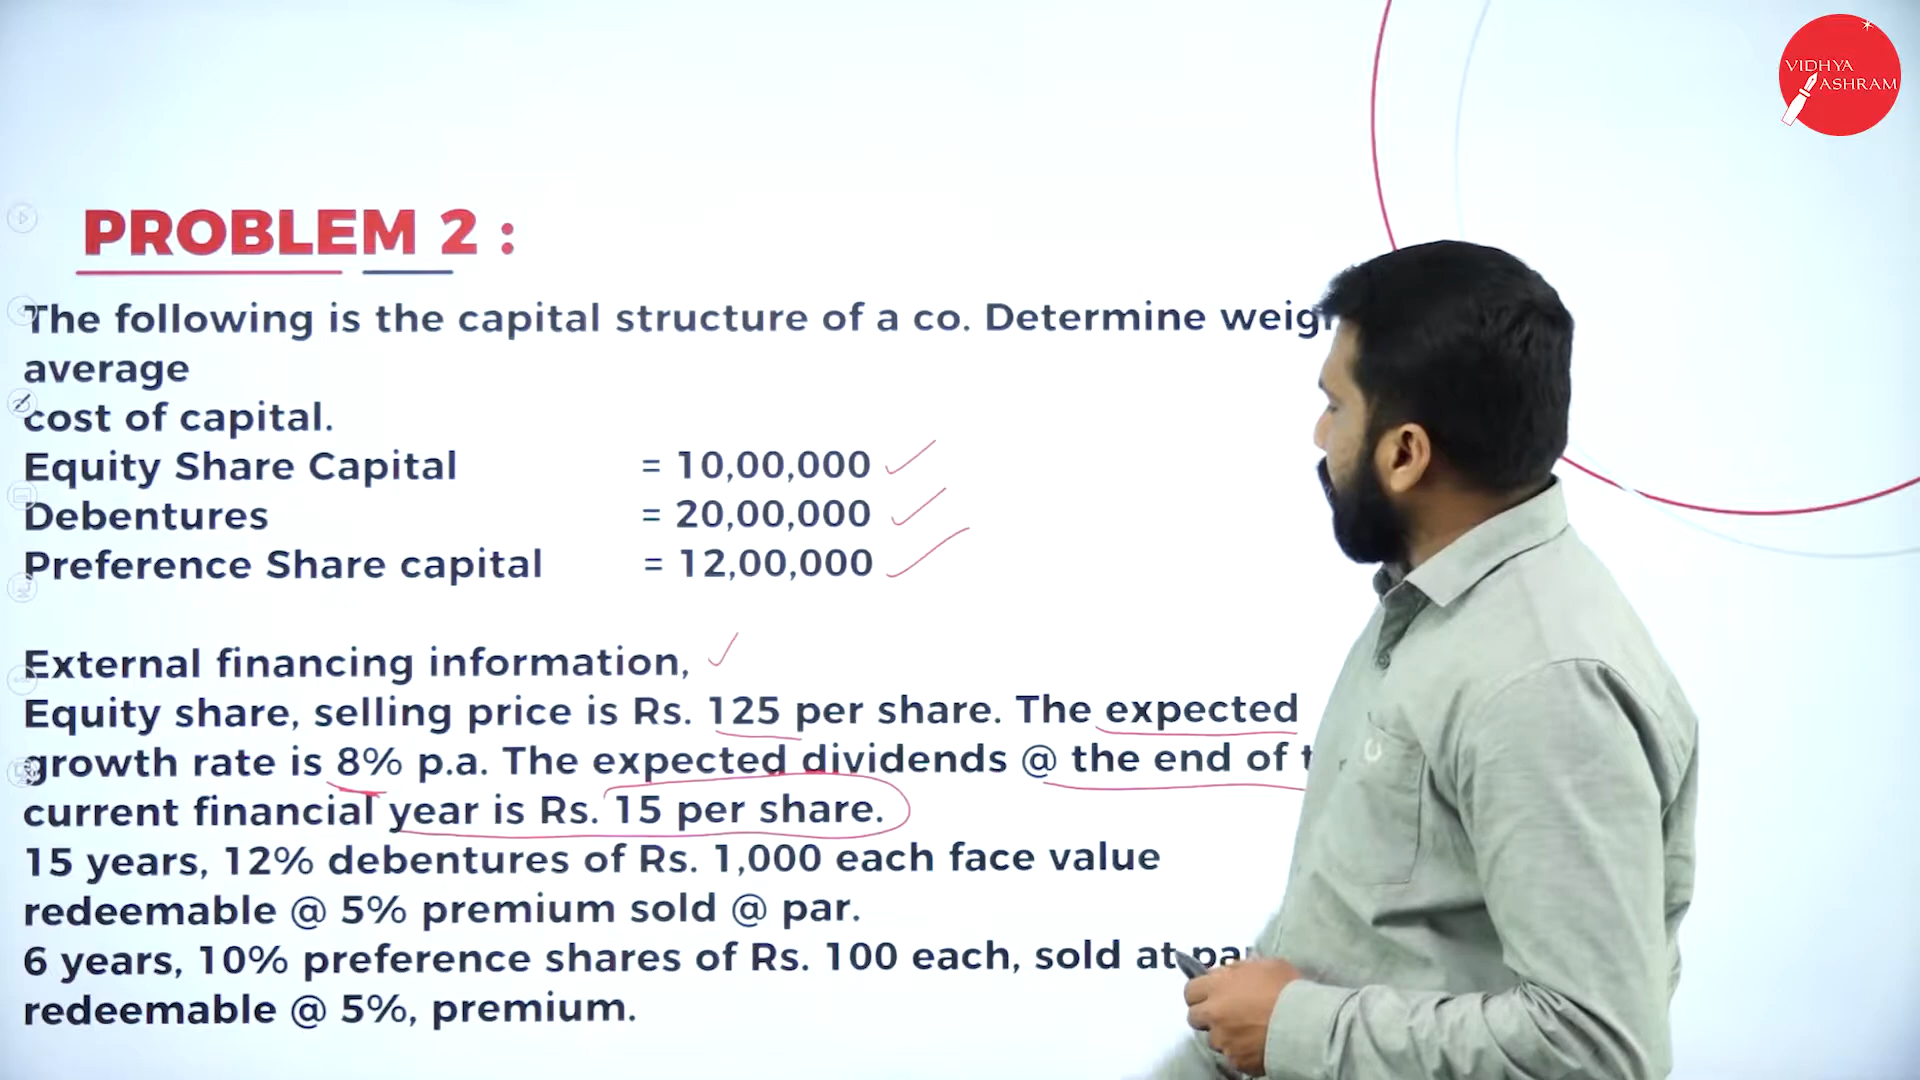 VIDHYA
ASHRAM
PROBLEM 2 :
The following is the capital structure of a co. Determine
average
cost of capital.
Equity Share Capital = 10,00,000
Debentures = 20,00,000
Preference Share capital = 12,00,000
External financing information,
Equity share, selling price is Rs. 125 per share. The expected
growth rate is 8% p.a. The expected dividends @ the end of
current financial year is Rs. 15 per share.
15 years, 12% debentures of Rs. 1,000 each face value
redeemable @ 5% premium sold @ par.
6 years, 10% preference shares of Rs. 100 each, sold at
redeemable @ 5%, premium.